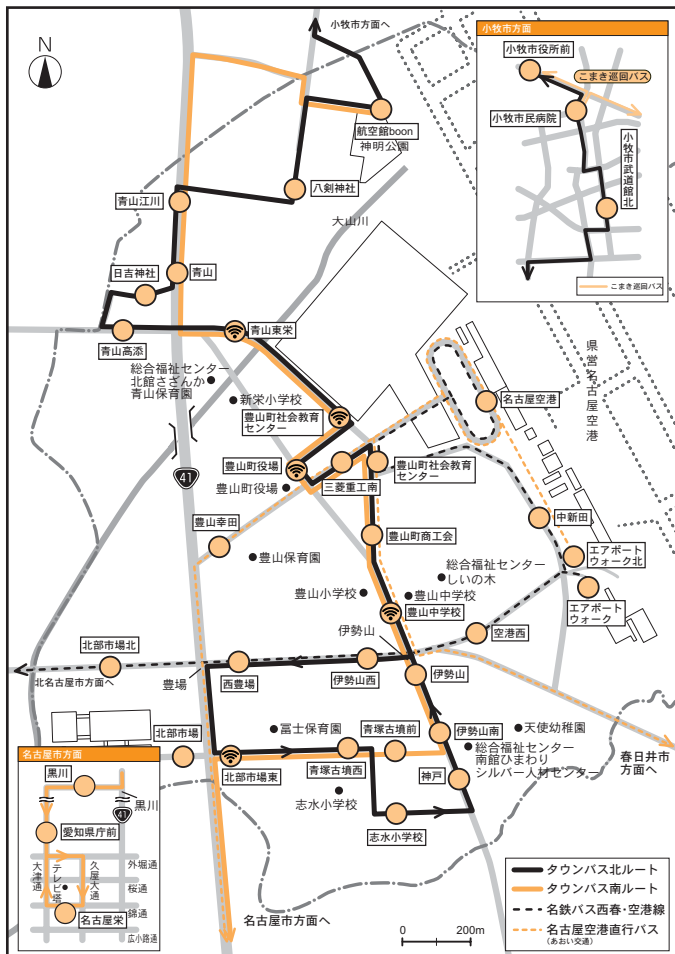 N
小牧市方面へ
航空館boon
神明公園
八剣神社
青山江川
大山川
日吉神社
青山
青山高添
青山東栄
総合福祉センター
北館さざんか
青山保育園
新栄小学校
豊山町社会教育
センター
41
豊山町役場
豊山町役場
三菱重工南
豊山町社会教育
センター
名古屋空港
県営名古屋空港
豊山幸田
豊山保育園
豊山町商工会
中新田
エアポート
ウォーク北
エアポート
ウォーク
総合福祉センター
しいの木
豊山小学校
豊山中学校
豊山中学校
空港西
伊勢山
北部市場北
北名古屋市方面へ
豊場
西豊場
伊勢山西
伊勢山
北部市場
冨士保育園
青塚古墳前
伊勢山南
天使幼稚園
北部市場東
青塚古墳西
総合福祉センター
南館ひまわり
シルバー人材センター
神戸
春日井市
方面へ
志水小学校
志水小学校
名古屋市方面へ
0 200m
小牧市方面
小牧市役所前
こまき巡回バス
小牧市民病院
小牧市武道館北
こまき巡回バス
名古屋市方面
黒川
黒川
41
愛知県庁前
大津通
テレビ塔
久屋大通
外堀通
桜通
錦通
広小路通
名古屋栄
タウンバス北ルート
タウンバス南ルート
名鉄バス西春・空港線
名古屋空港直行バス
(あおい交通)